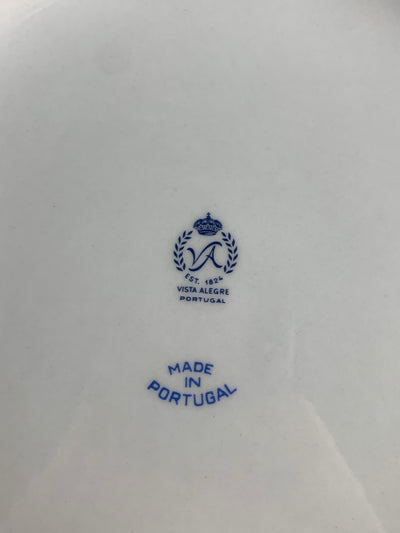 VA
EST. 1824
VISTA ALEGRE
PORTUGAL
MADE
IN
PORTUGAL